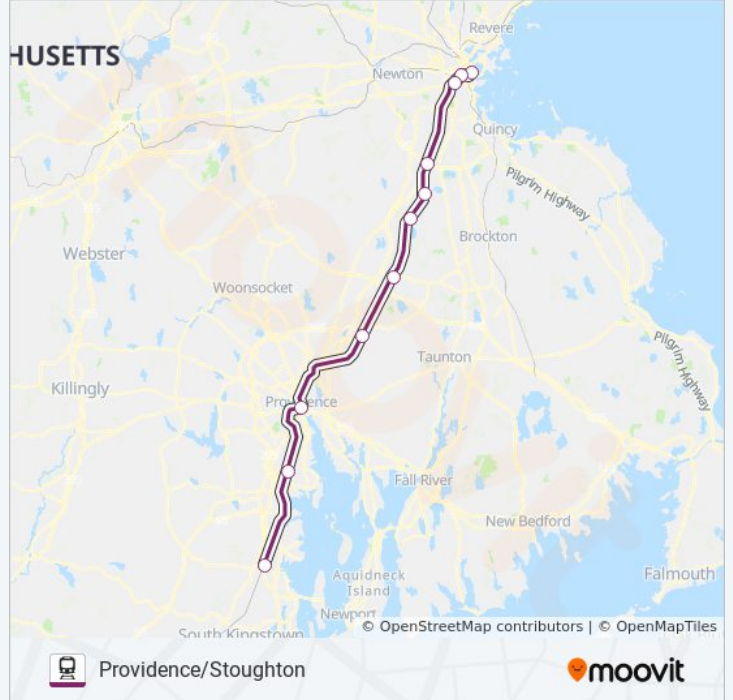 Revere
HUSETTS
Newton
Quincy
Pilgrim Highway
Brockton
Webster
Woonsocket
Pilgrim Highway
Taunton
Killingly
Providence
Fall River
New Bedford
Aquidneck
Island
Falmouth
Newport
South Kingstown
© OpenStreetMap contributors | © OpenMapTiles
Providence/Stoughton
moovit